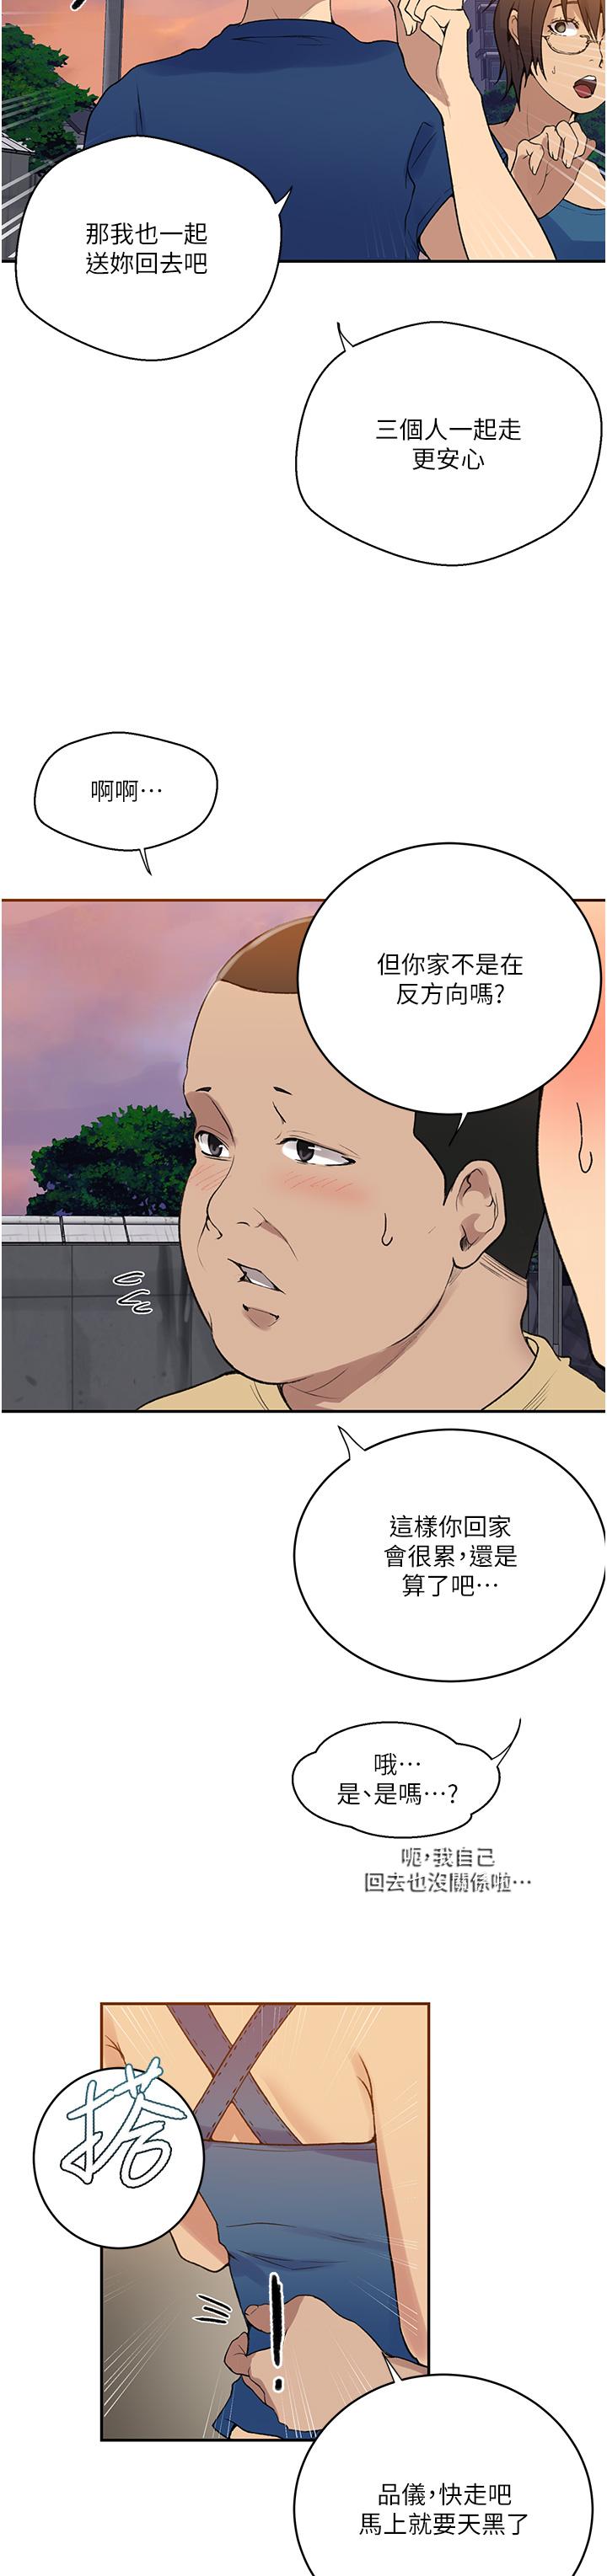 那我也一起
送妳回去吧
三個人一起走
更安心
啊啊⋯
但你家不是在
反方向嗎?
這樣你回家
會很累，還是
算了吧⋯
哦⋯
是、是嗎⋯?
呃，我自己
回去也沒關係啦⋯
搭
!
品儀，快走吧
馬上就要天黑了